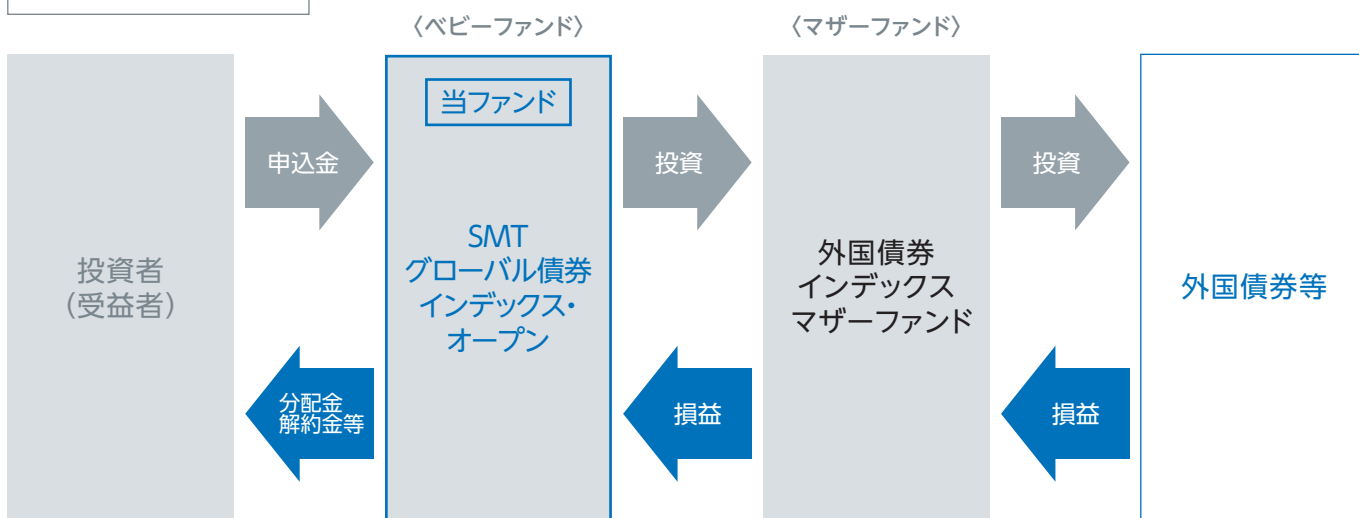 〈ベビーファンド〉
〈マザーファンド〉
投資者
(受益者)
申込金
分配金
解約金等
当ファンド
SMT
グローバル債券
インデックス・
オープン
投資
損益
外国債券
インデックス
マザーファンド
投資
損益
外国債券等